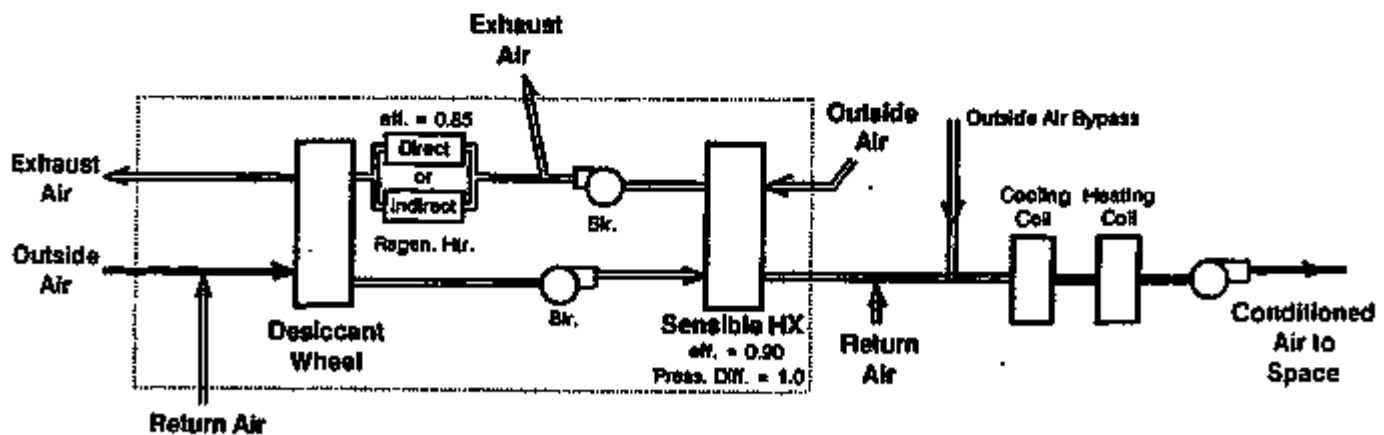 Exhaust
Air
eff. = 0.85
Direct
or
Indirect
Regen. Htr.
Blr.
Outside
Air
Outside Air Bypass
Cooling
Coil
Heating
Coil
Exhaust
Air
Outside
Air
Desiccant
Wheel
Blr.
Sensible HX
eff. = 0.90
Press. Diff. = 1.0
Return
Air
Conditioned
Air to
Space
Return Air